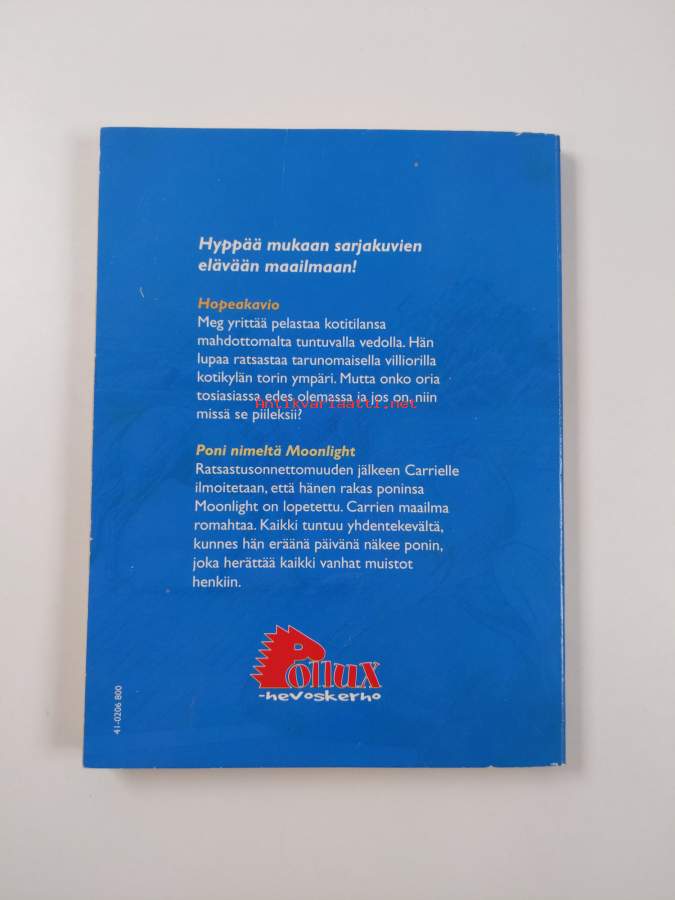 Hyppää mukaan sarjakuvien
elävään maailmaan!
Hopeakavio
Meg yrittää pelastaa kotitilansa
mahdottomalta tuntuvalla vedolla. Hän
lupaa ratsastaa tarunomaisella villiorilla
kotikylän torin ympäri. Mutta onko oria
tosiasiassa edes olemassa ja jos on, niin
Antikvariaatti.net
missä se piileksii?
Poni nimeltä Moonlight
Ratsastusonnettomuuden jälkeen Carrielle
ilmoitetaan, että hänen rakas poninsa
Moonlight on lopetettu. Carrien maailma
romahtaa. Kaikki tuntuu yhdentekevältä,
kunnes hän eräänä päivänä näkee ponin,
joka herättää kaikki vanhat muistot
henkiin.
Pollux
-hevoskerho
41-0206 800